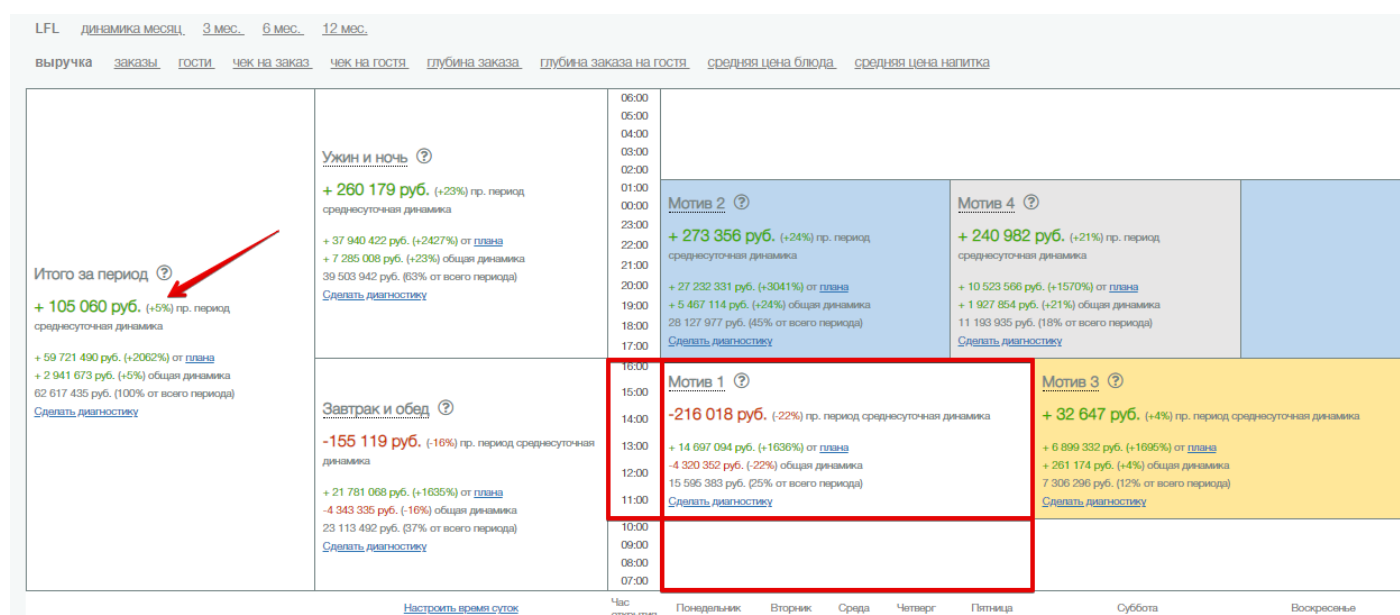 LFL динамика месяц 3 мес. 6 мес. 12 мес.
выручка заказы гости чек на заказ чек на гостя глубина заказа глубина заказа на гостя средняя цена блюда средняя цена напитка
Итого за период ?
+ 105 060 руб. (+5%) пр. период
среднесуточная динамика
+ 59 721 490 руб. (+2062%) от плана
+ 2 941 673 руб. (+5%) общая динамика
62 617 435 руб. (100% от всего периода)
Сделать диагностику
Ужин и ночь ?
+ 260 179 руб. (+23%) пр. период
среднесуточная динамика
+ 37 940 422 руб. (+2427%) от плана
+ 7 285 008 руб. (+23%) общая динамика
39 503 942 руб. (63% от всего периода)
Сделать диагностику
Завтрак и обед ?
-155 119 руб. (-16%) пр. период среднесуточная
динамика
+ 21 781 068 руб. (+1635%) от плана
-4 343 335 руб. (-16%) общая динамика
23 113 492 руб. (37% от всего периода)
Сделать диагностику
06:00
05:00
04:00
03:00
02:00
01:00
00:00
23:00
22:00
21:00
20:00
19:00
18:00
17:00
16:00
15:00
14:00
13:00
12:00
11:00
10:00
09:00
08:00
07:00
Мотив 2 ?
+ 273 356 руб. (+24%) пр. период
среднесуточная динамика
+ 27 232 331 руб. (+3041%) от плана
+ 5 467 114 руб. (+24%) общая динамика
28 127 977 руб. (45% от всего периода)
Сделать диагностику
Мотив 4 ?
+ 240 982 руб. (+21%) пр. период
среднесуточная динамика
+ 10 523 566 руб. (+1570%) от плана
+ 1 927 854 руб. (+21%) общая динамика
11 193 935 руб. (18% от всего периода)
Сделать диагностику
Мотив 1 ?
-216 018 руб. (-22%) пр. период среднесуточная динамика
+ 14 697 094 руб. (+1636%) от плана
-4 320 352 руб. (-22%) общая динамика
15 595 383 руб. (25% от всего периода)
Сделать диагностику
Мотив 3 ?
+ 32 647 руб. (+4%) пр. период среднесуточная динамика
+ 6 899 332 руб. (+1695%) от плана
+ 261 174 руб. (+4%) общая динамика
7 306 296 руб. (12% от всего периода)
Сделать диагностику
Настроить время суток
Час
Понедельник Вторник Среда Четверг Пятница Суббота Воскресенье